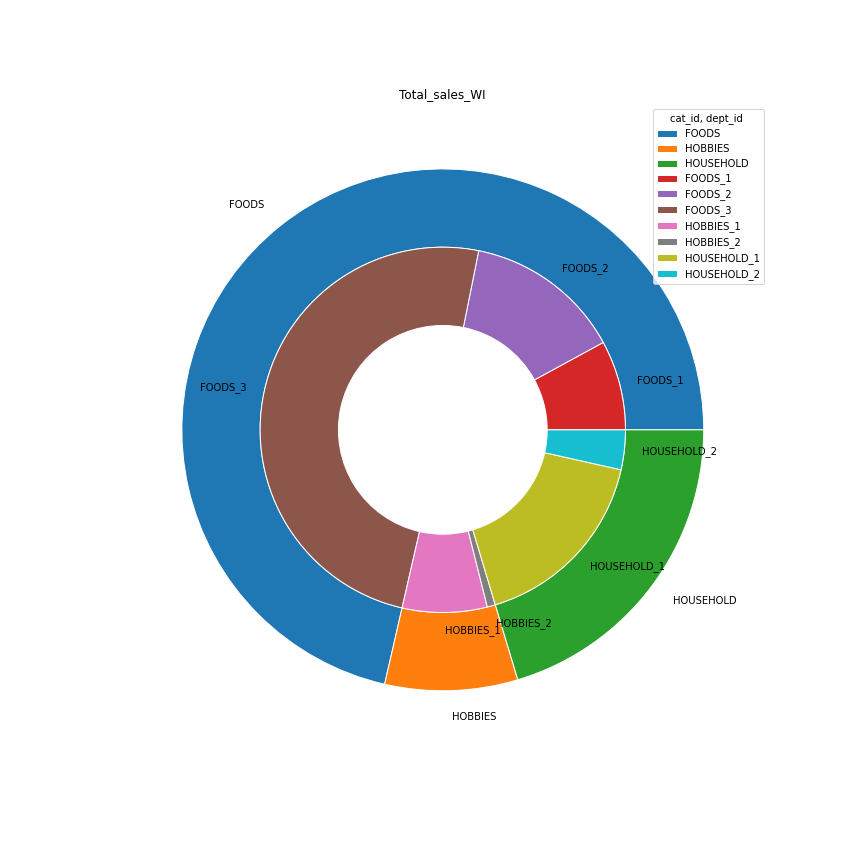 Total_sales_WI
cat_id, dept_id
FOODS
HOBBIES
HOUSEHOLD
FOODS_1
FOODS_2
FOODS_3
HOBBIES_1
HOBBIES_2
HOUSEHOLD_1
HOUSEHOLD_2
FOODS
FOODS_2
FOODS_1
FOODS_3
HOUSEHOLD_2
HOUSEHOLD_1
HOUSEHOLD
HOBBIES_2
HOBBIES_1
HOBBIES